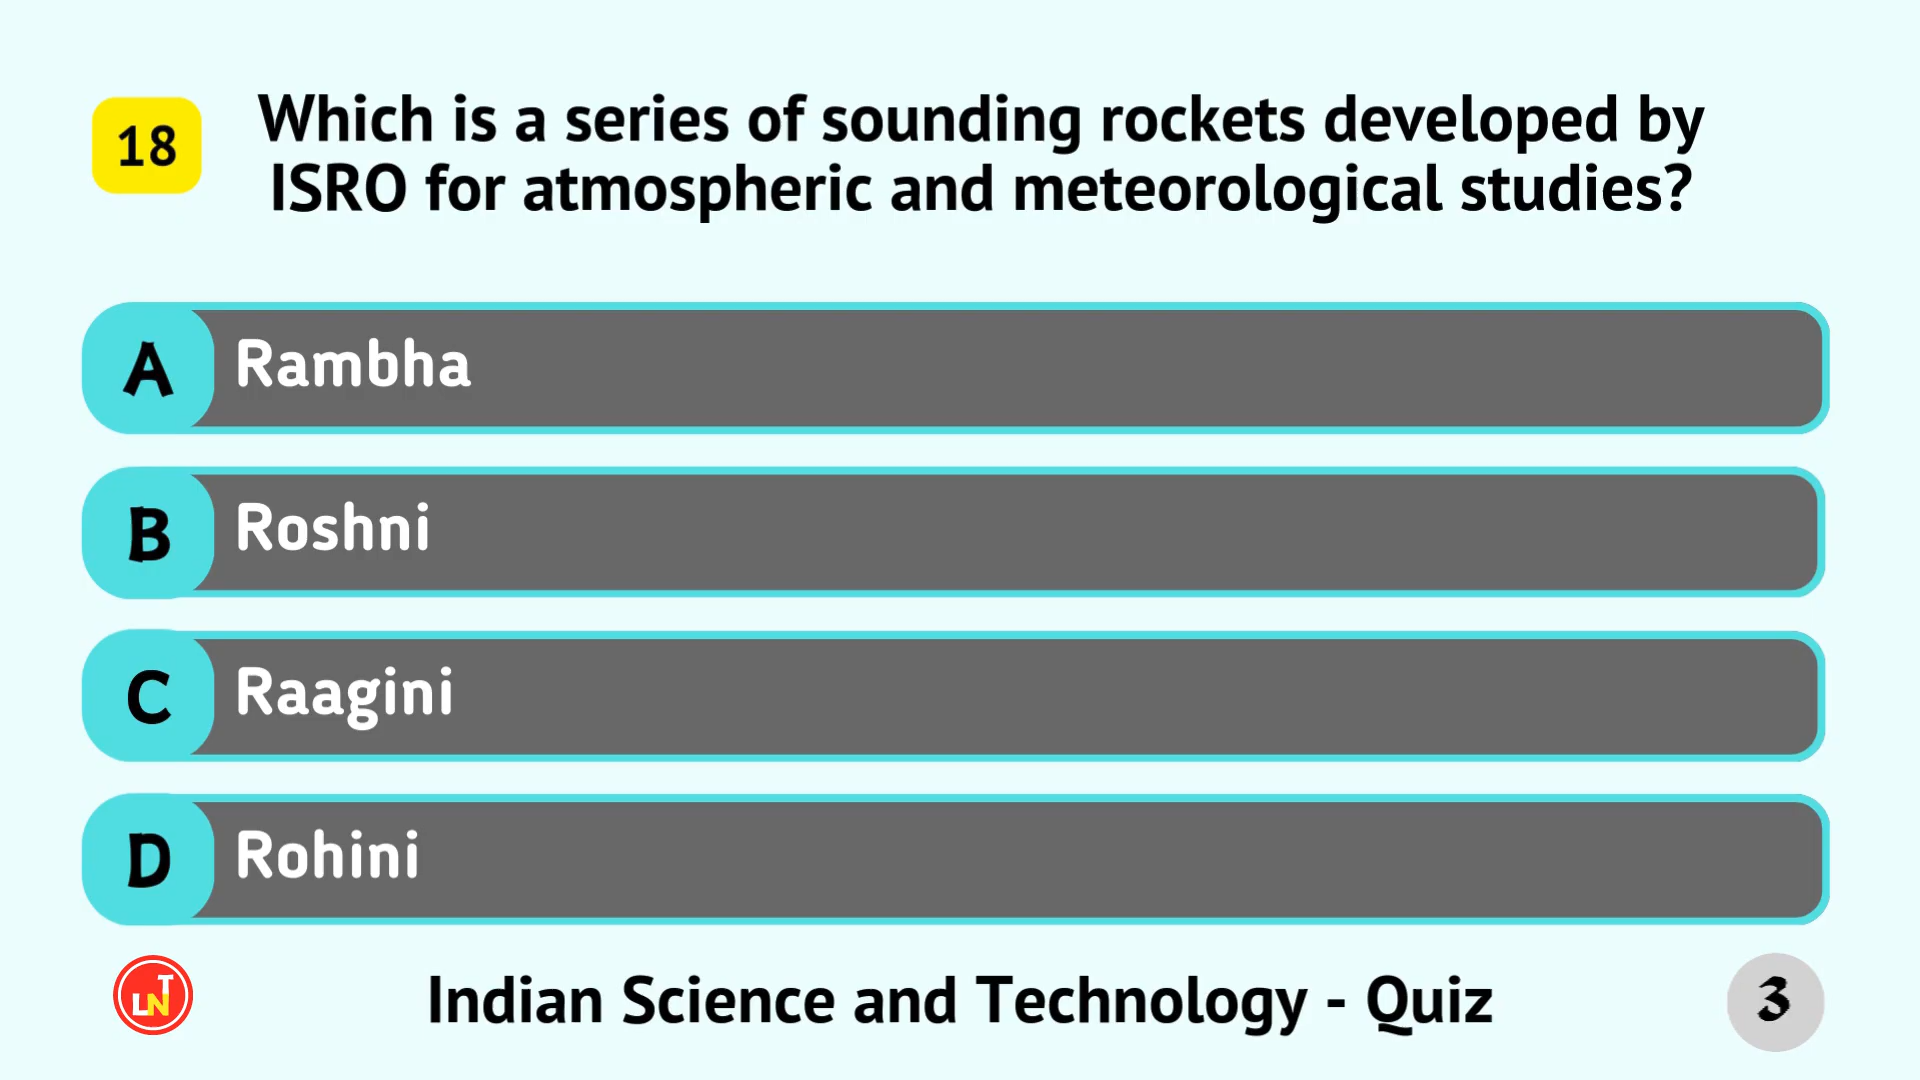 18
Which is a series of sounding rockets developed by
ISRO for atmospheric and meteorological studies?
A Rambha
B Roshni
C Raagini
D Rohini
LNT
Indian Science and Technology - Quiz
3